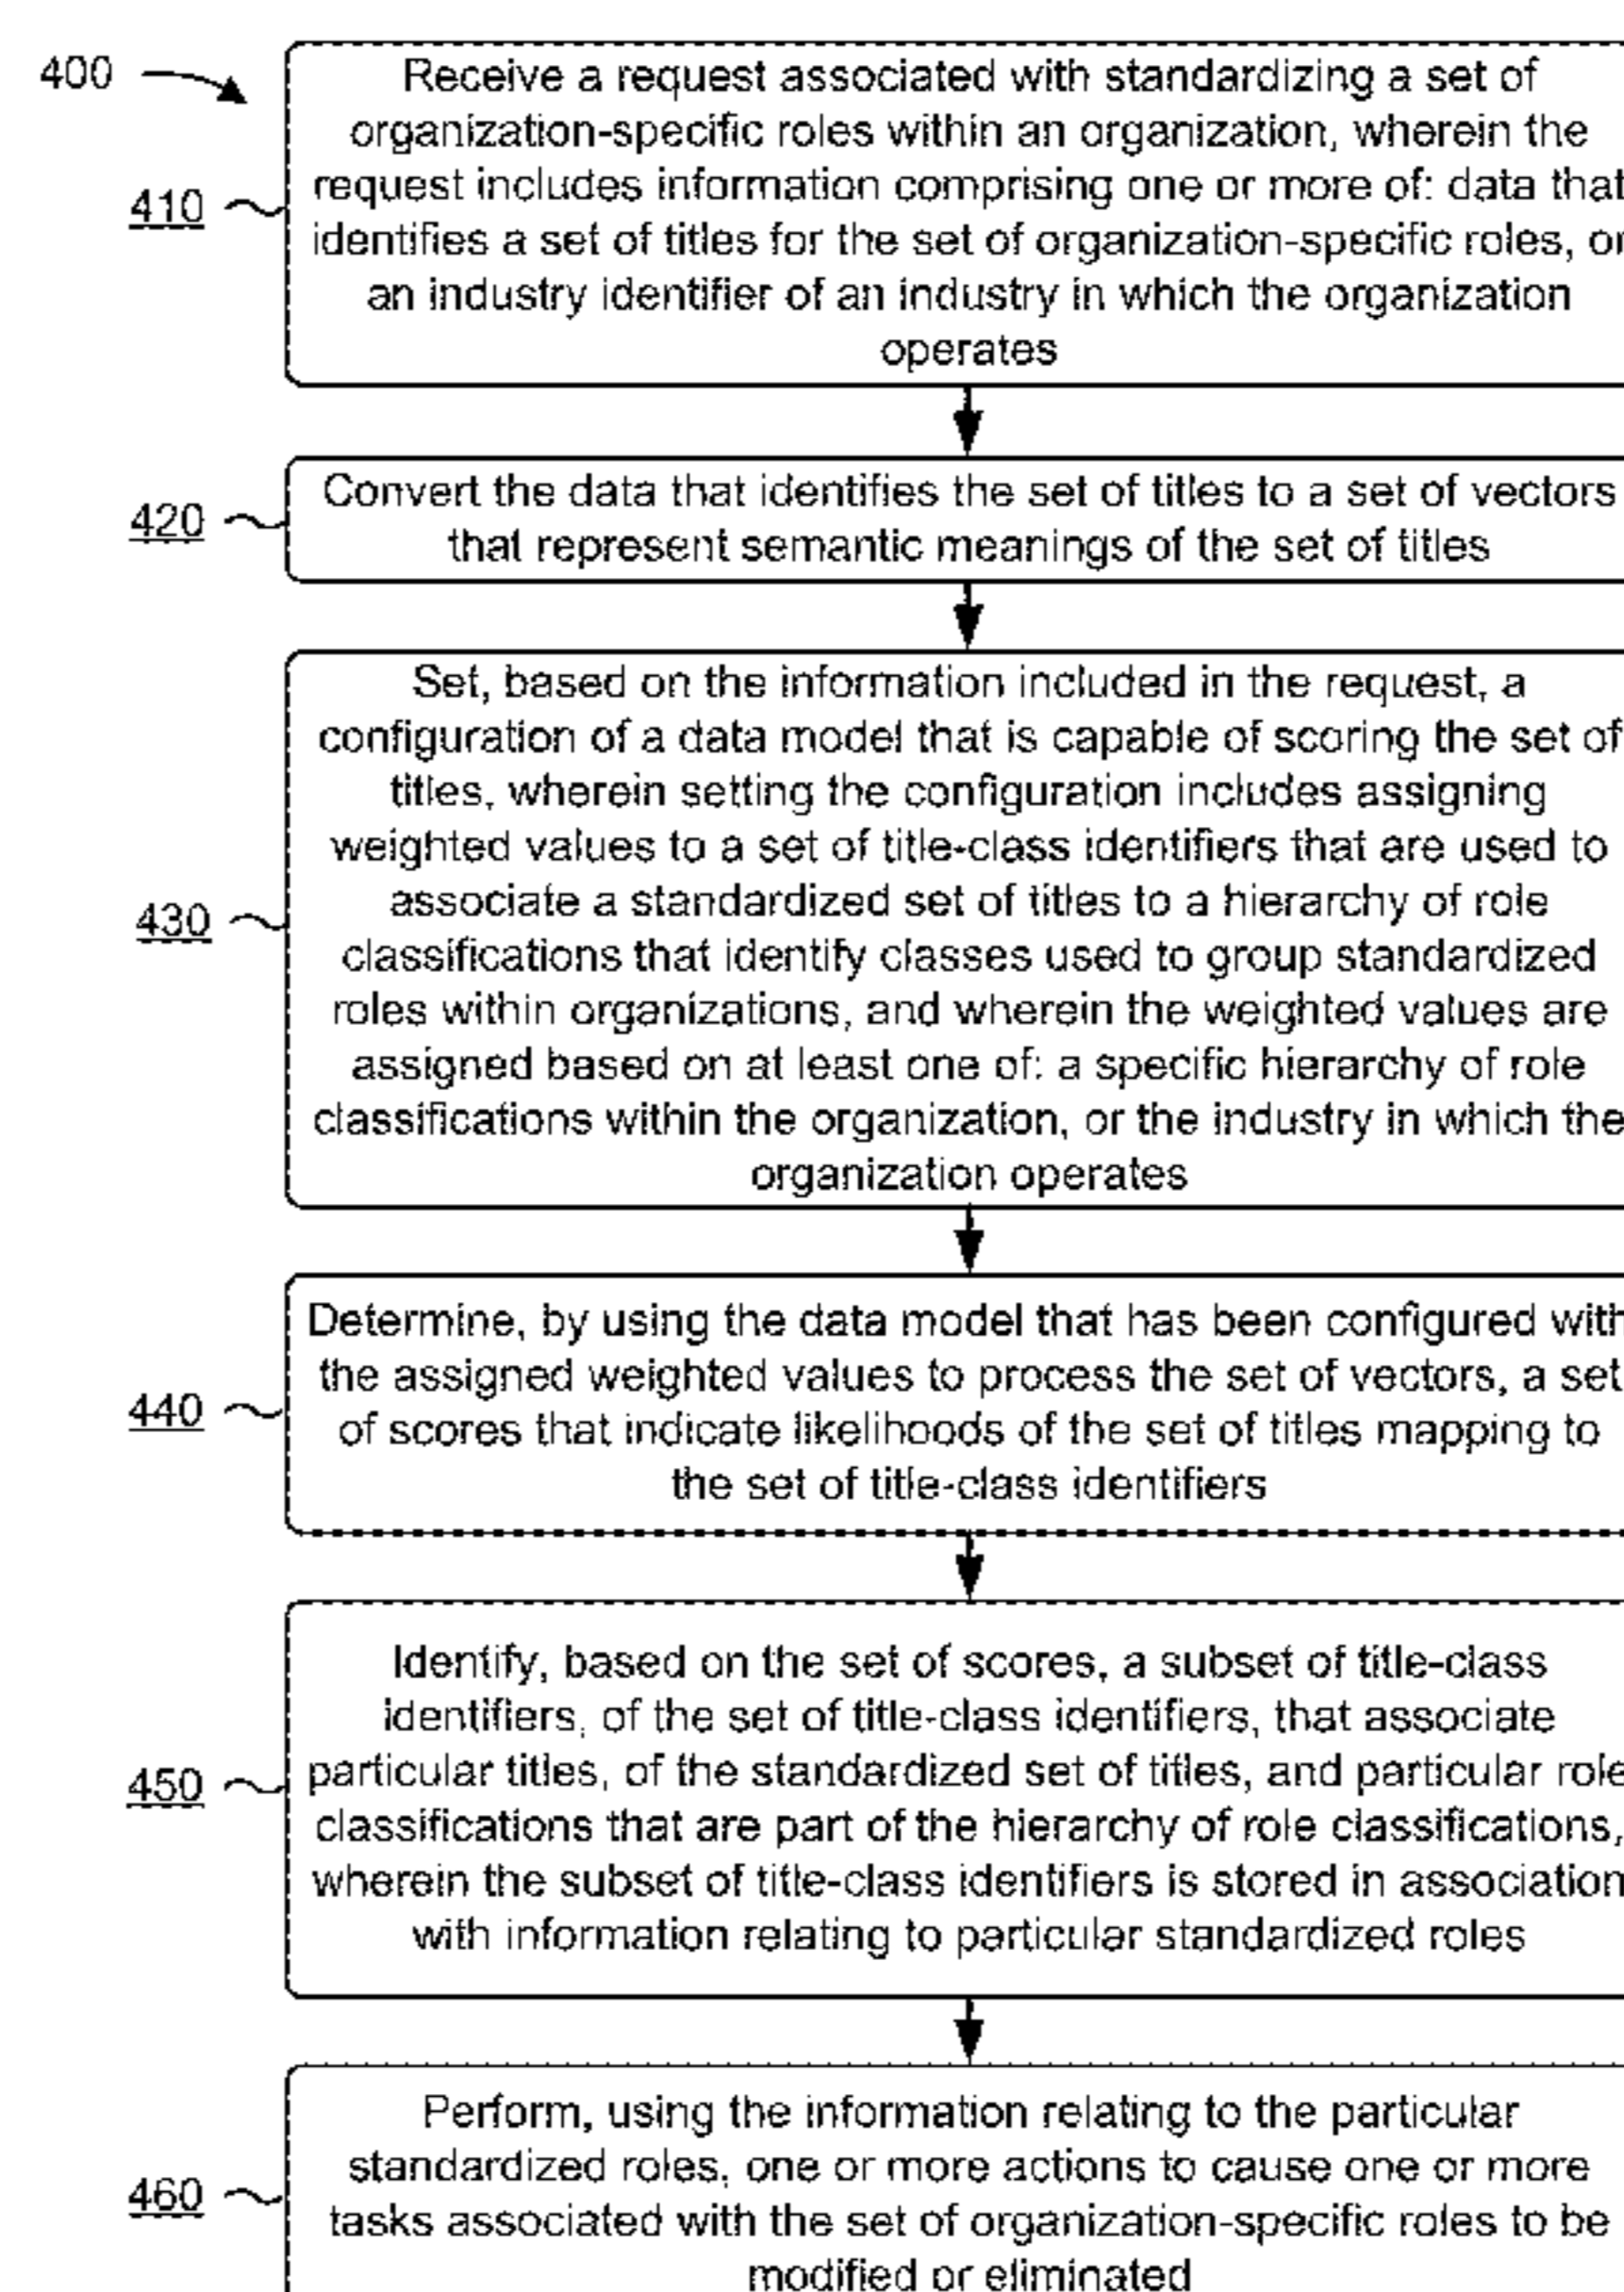 400
Receive a request associated with standardizing a set of
organization-specific roles within an organization, wherein the
request includes information comprising one or more of: data that
410
identifies a set of titles for the set of organization-specific roles, or
an industry identifier of an industry in which the organization
operates
Convert the data that identifies the set of titles to a set of vectors
420
that represent semantic meanings of the set of titles
Set, based on the information included in the request, a
configuration of a data model that is capable of scoring the set of
titles, wherein setting the configuration includes assigning
weighted values to a set of title-class identifiers that are used to
associate a standardized set of titles to a hierarchy of role
430
classifications that identify classes used to group standardized
roles within organizations, and wherein the weighted values are
assigned based on at least one of: a specific hierarchy of role
classifications within the organization, or the industry in which the
organization operates
Determine, by using the data model that has been configured with
the assigned weighted values to process the set of vectors, a set
440
of scores that indicate likelihoods of the set of titles mapping to
the set of title-class identifiers
Identify, based on the set of scores, a subset of title-class
identifiers, of the set of title-class identifiers, that associate
450
particular titles, of the standardized set of titles, and particular role
classifications that are part of the hierarchy of role classifications,
wherein the subset of title-class identifiers is stored in association
with information relating to particular standardized roles
Perform, using the information relating to the particular
standardized roles, one or more actions to cause one or more
460
tasks associated with the set of organization-specific roles to be
modified or eliminated